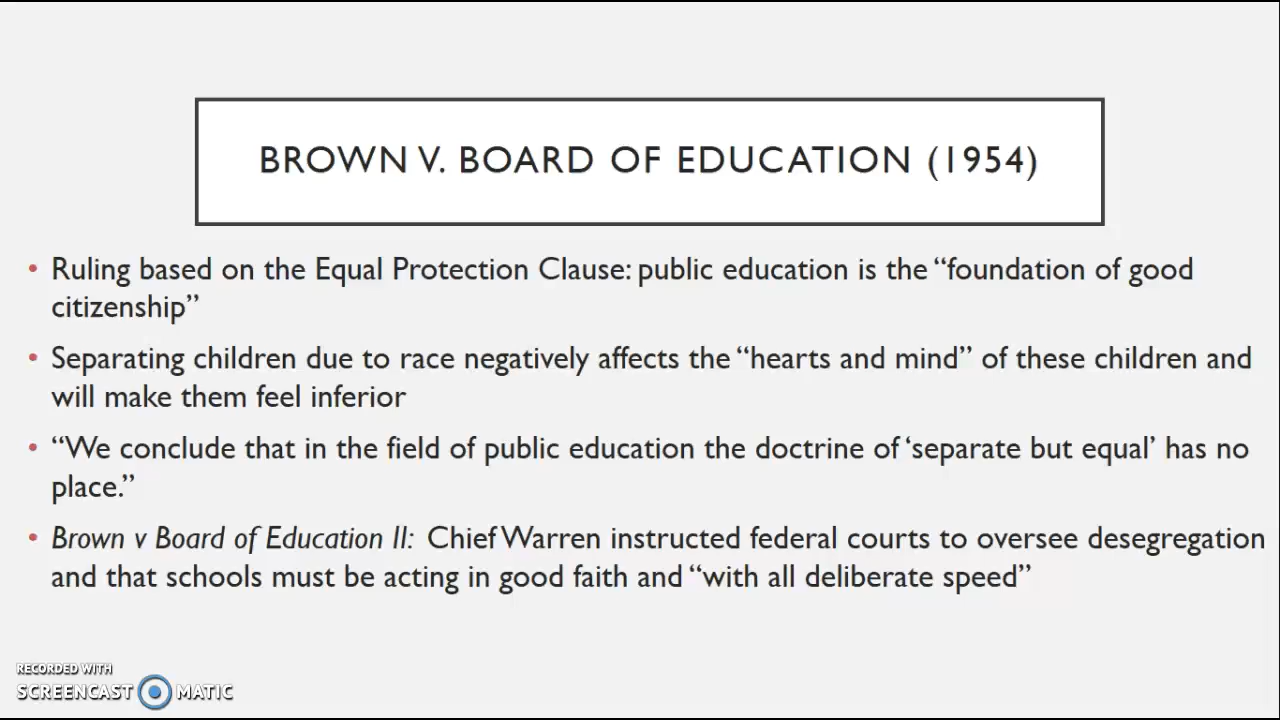 BROWN V. BOARD OF EDUCATION (1954)
• Ruling based on the Equal Protection Clause: public education is the “foundation of good
citizenship”
• Separating children due to race negatively affects the “hearts and mind” of these children and
will make them feel inferior
• “We conclude that in the field of public education the doctrine of ‘separate but equal’ has no
place.”
• Brown v Board of Education II: Chief Warren instructed federal courts to oversee desegregation
and that schools must be acting in good faith and “with all deliberate speed”
RECORDED WITH
SCREENCAST MATIC